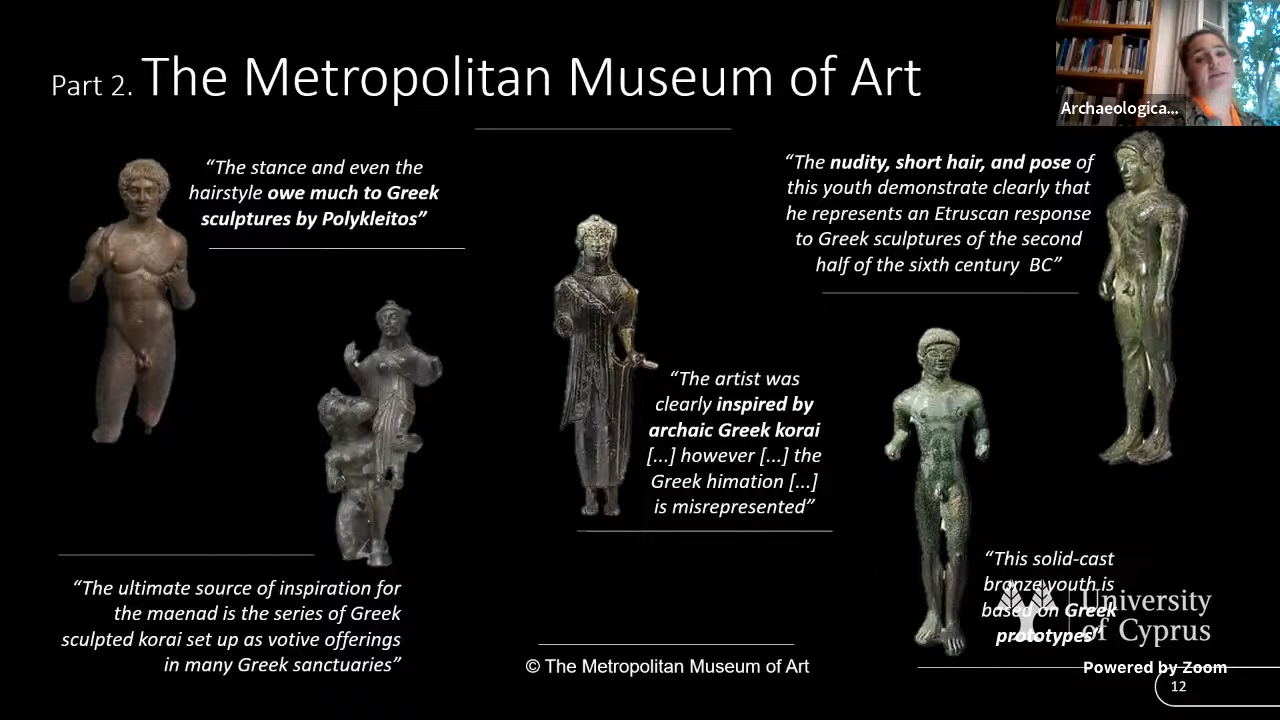 Part 2. The Metropolitan Museum of Art
Archaeologica...
“The stance and even the
hairstyle owe much to Greek
sculptures by Polykleitos”
“The nudity, short hair, and pose of
this youth demonstrate clearly that
he represents an Etruscan response
to Greek sculptures of the second
half of the sixth century BC”
“The artist was
clearly inspired by
archaic Greek korai
[...] however [...] the
Greek himation [...]
is misrepresented”
“The ultimate source of inspiration for
the maenad is the series of Greek
sculpted korai set up as votive offerings
in many Greek sanctuaries”
“This solid-cast
bronze youth is
based on Greek
prototypes”
University
of Cyprus
© The Metropolitan Museum of Art
Powered by Zoom
12